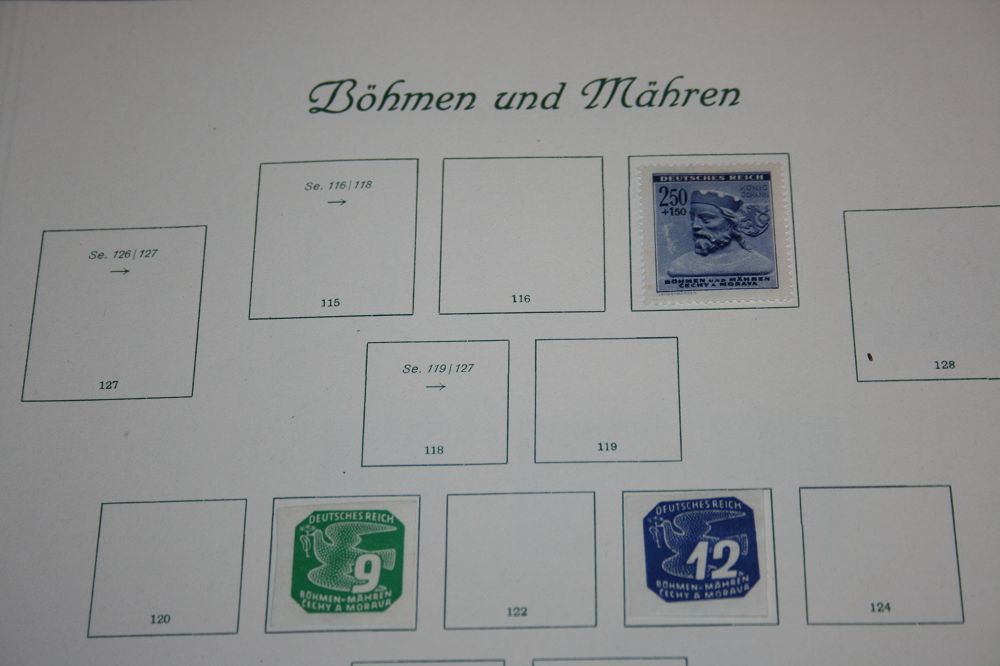 Böhmen und Mähren
Se. 116/118
→
115
116
DEUTSCHES REICH
2 50
+1 50
KÖNIG
JOHANN
BÖHMEN UND MÄHREN
ČECHY A MORAVA
Se. 126/127
→
127
128
Se. 119/127
→
118
119
120
DEUTSCHES REICH
9
BÖHMEN-MÄHREN
ČECHY A MORAVA
122
DEUTSCHES REICH
12
BÖHMEN-MÄHREN
ČECHY A MORAVA
124